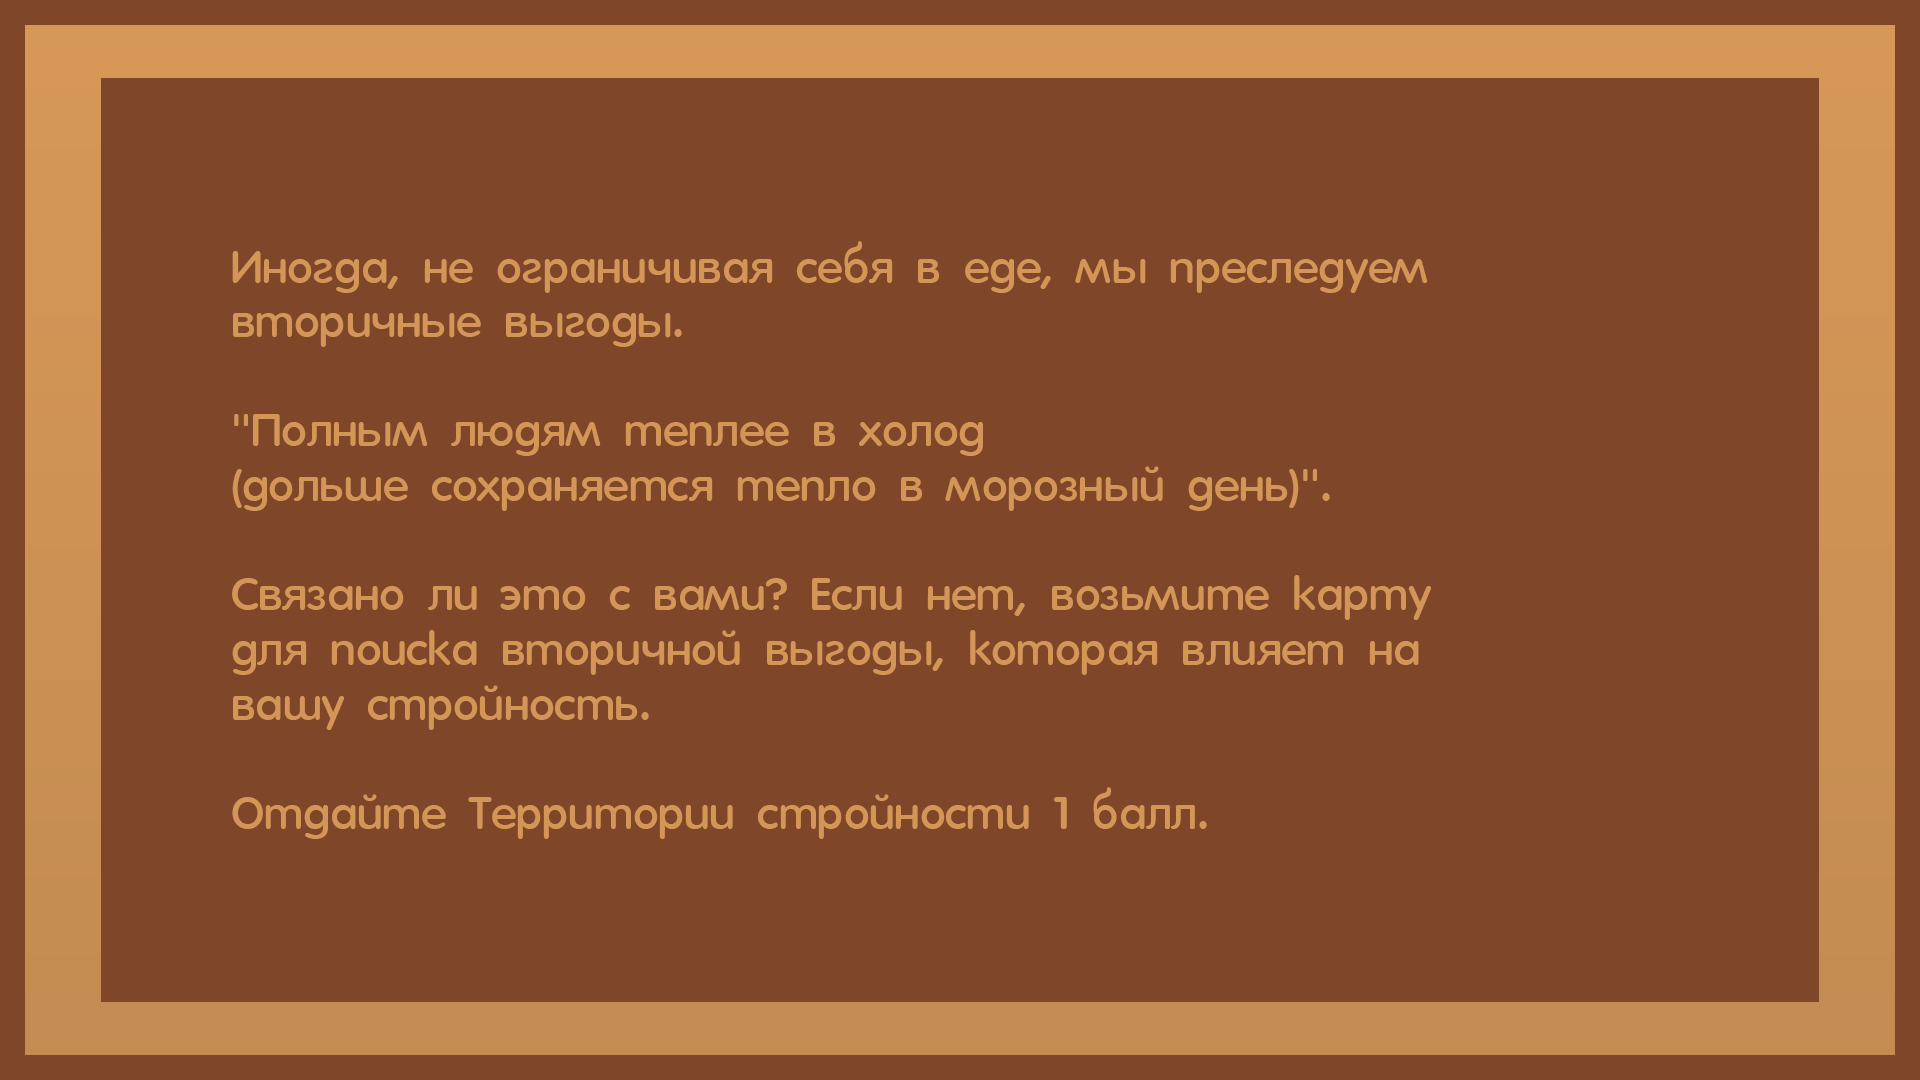 Иногда, не ограничивая себя в еде, мы преследуем
вторичные выгоды.
"Полным людям теплее в холод
(дольше сохраняется тепло в морозный день)".
Связано ли это с вами? Если нет, возьмите карту
для поиска вторичной выгоды, которая влияет на
вашу стройность.
Отдайте Территории стройности 1 балл.